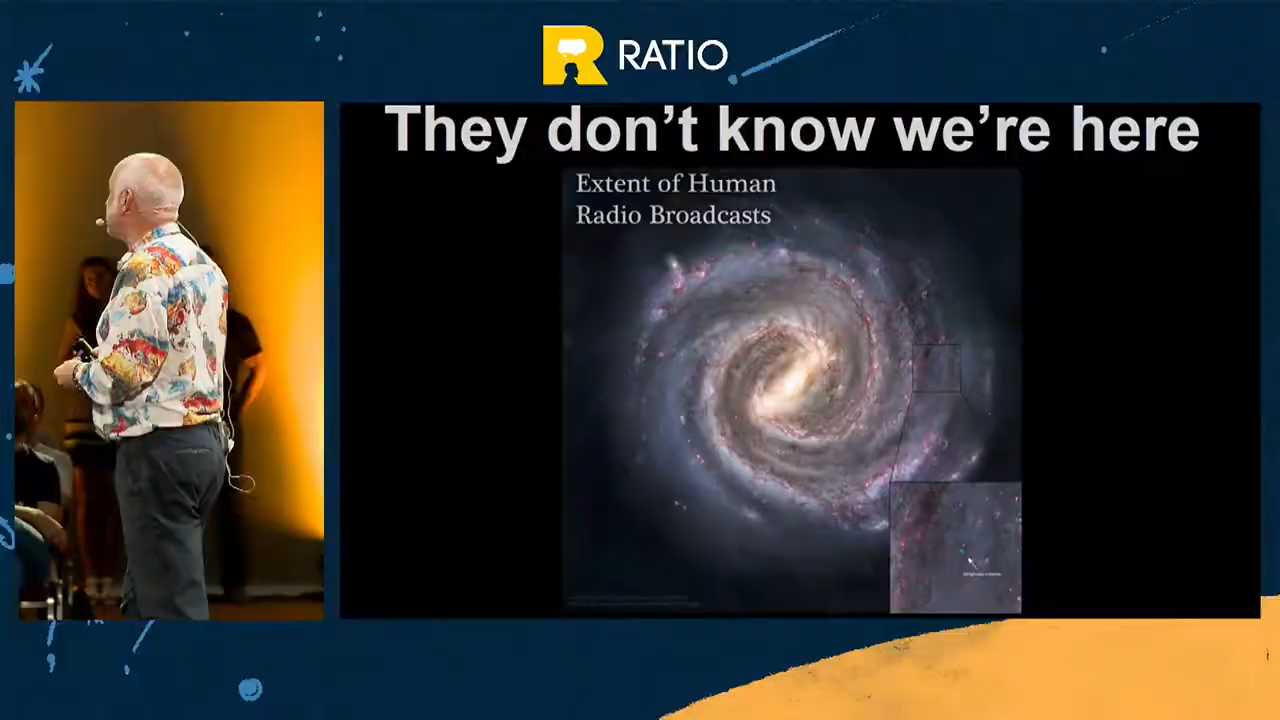 RATIO
They don't know we're here
Extent of Human
Radio Broadcasts